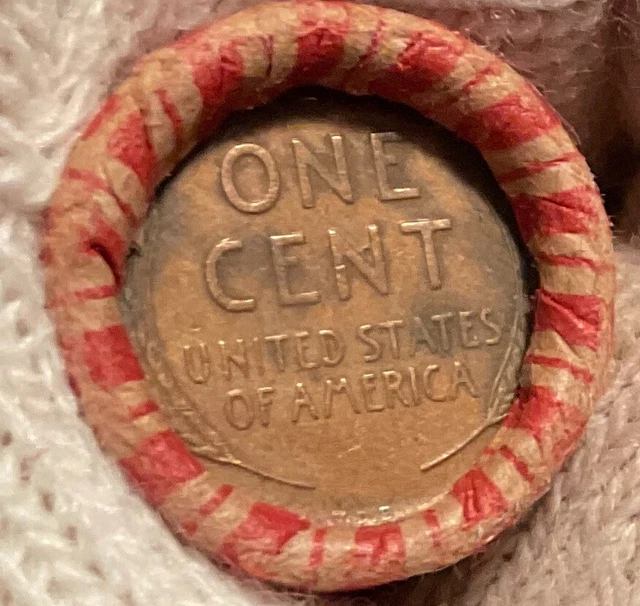 ONE
CENT
UNITED STATES
OF AMERICA